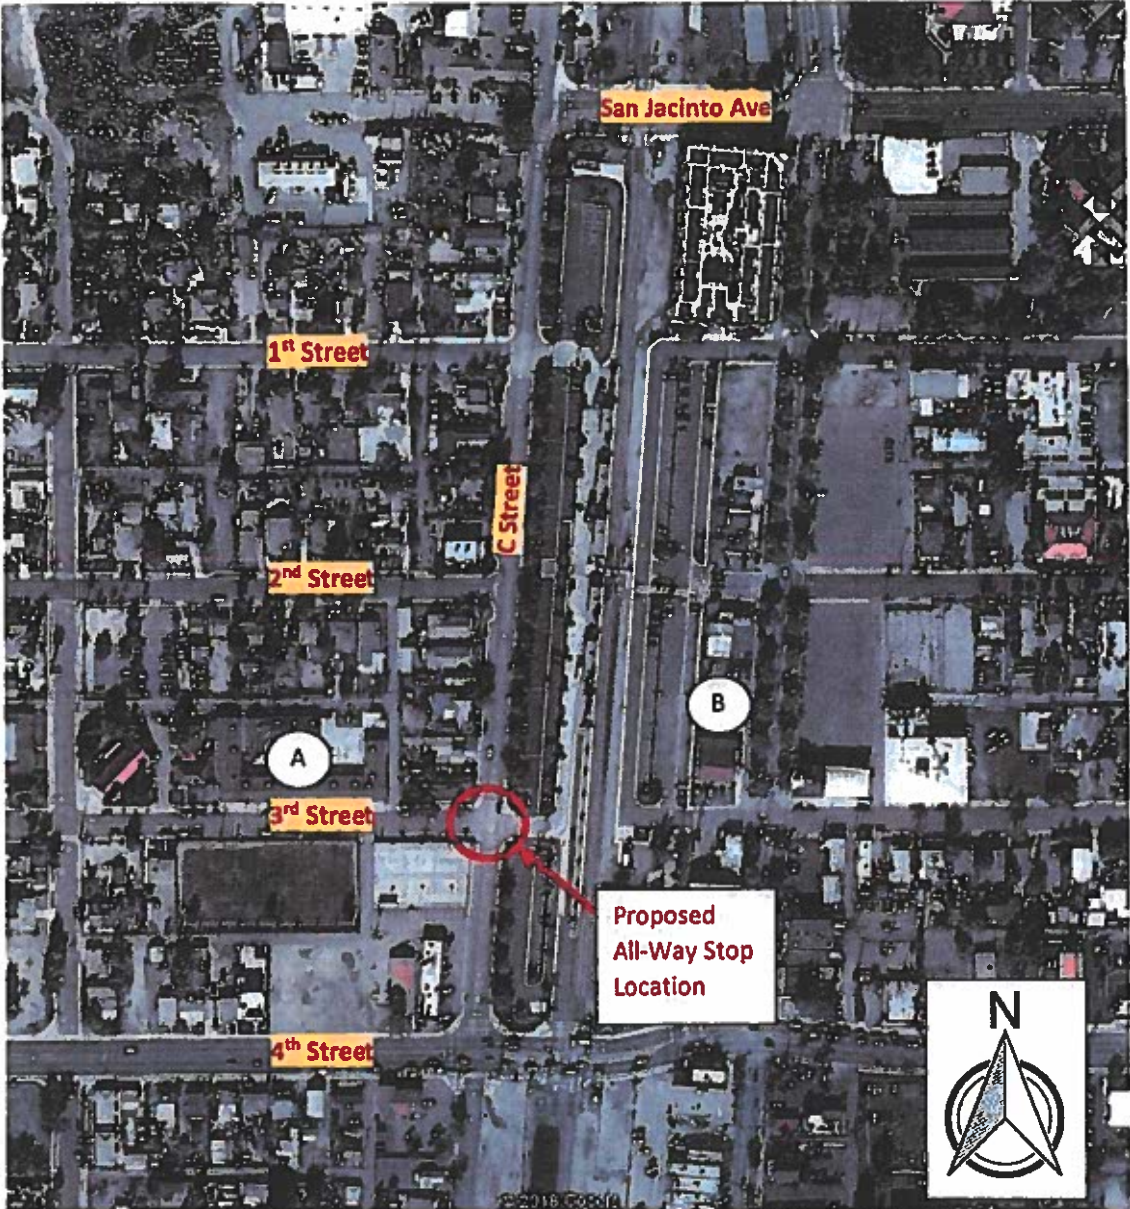 San Jacinto Ave
1st Street
C Street
2nd Street
B
A
3rd Street
Proposed
All-Way Stop
Location
N
4th Street
© 2018 Google